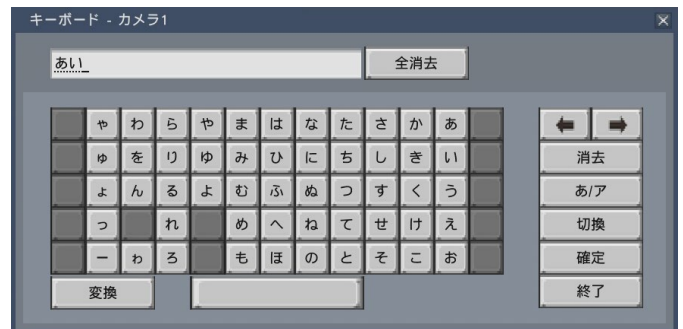 キーボード - カメラ1
あい_ 全消去
ゃ わ ら や ま は な た さ か あ
ゅ を り ゆ み ひ に ち し き い 消去
ょ ん る よ む ふ ぬ つ す く う あ/ア
っ れ め へ ね て せ け え 切換
ー ゎ ろ も ほ の と そ こ お 確定
変換 終了